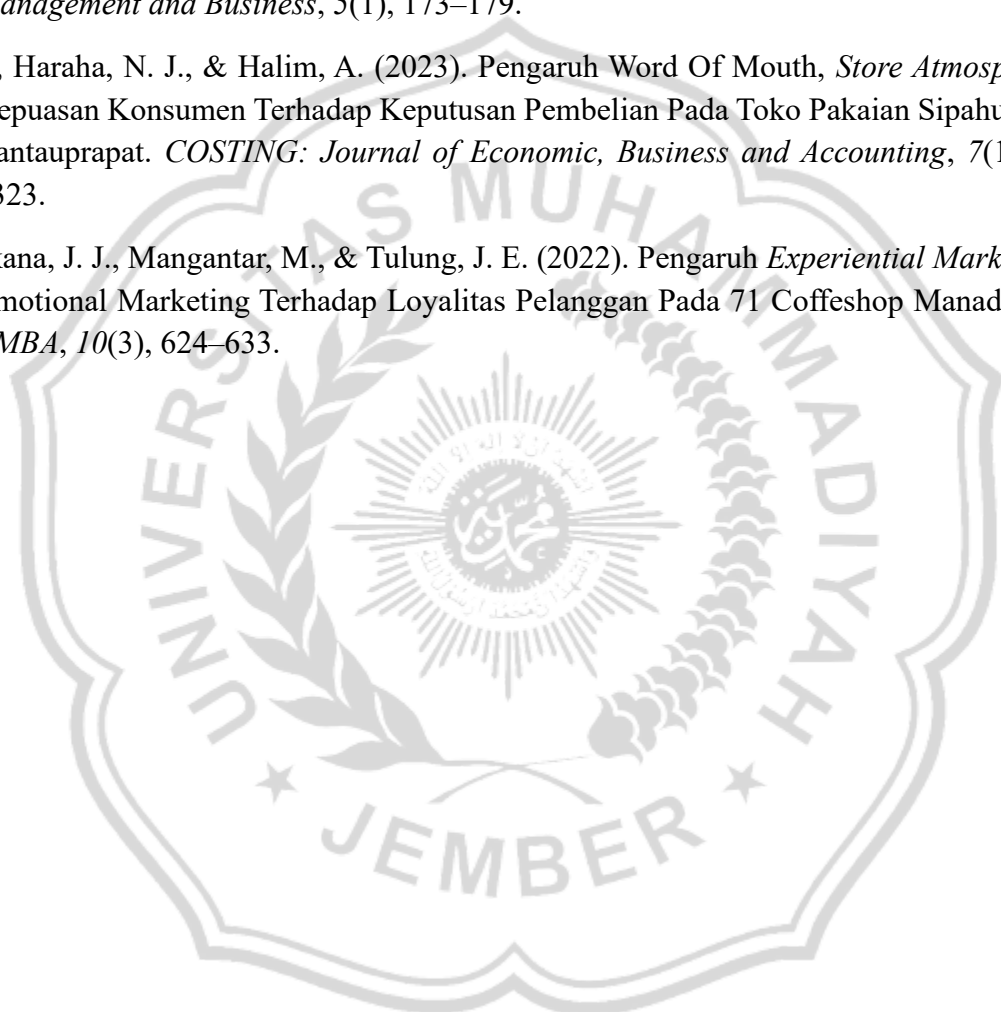 anagement and Business, 5(1), 173–179.
, Haraha, N. J., & Halim, A. (2023). Pengaruh Word Of Mouth, Store Atmosp
epuasan Konsumen Terhadap Keputusan Pembelian Pada Toko Pakaian Sipahu
antauprapat. COSTING: Journal of Economic, Business and Accounting, 7(1
323.
kana, J. J., Mangantar, M., & Tulung, J. E. (2022). Pengaruh Experiential Mark
motional Marketing Terhadap Loyalitas Pelanggan Pada 71 Coffeshop Manad
MBA, 10(3), 624–633.
UNIVERSITAS MUHAMMADIYAH
JEMBER